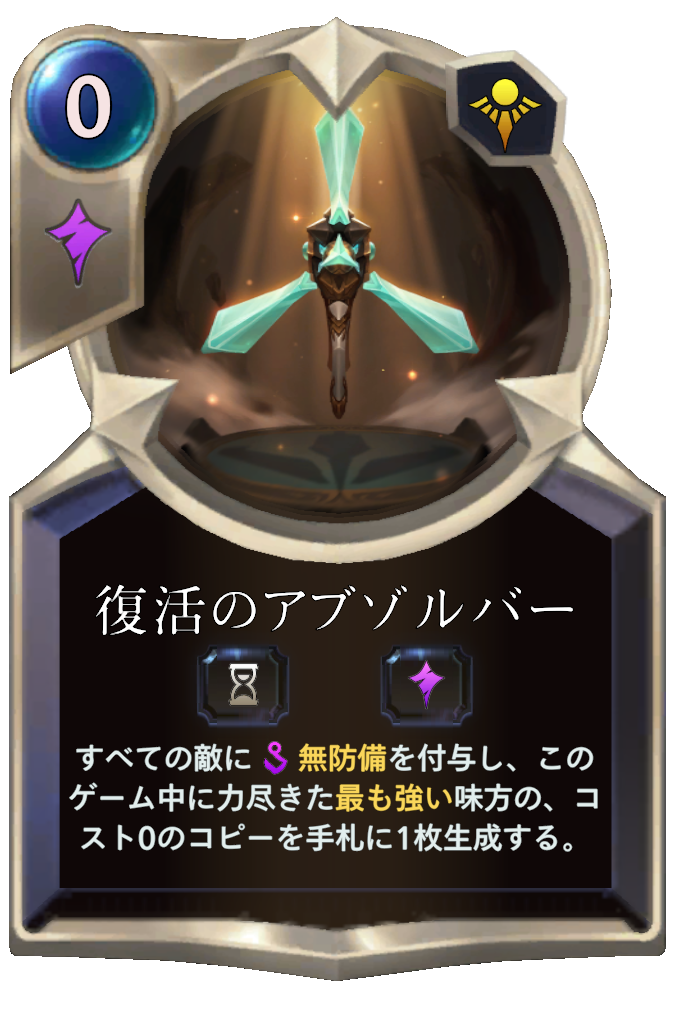 0
復活のアブゾルバー
すべての敵に 無防備を付与し、この
ゲーム中に力尽きた最も強い味方の、コ
スト0のコピーを手札に1枚生成する。